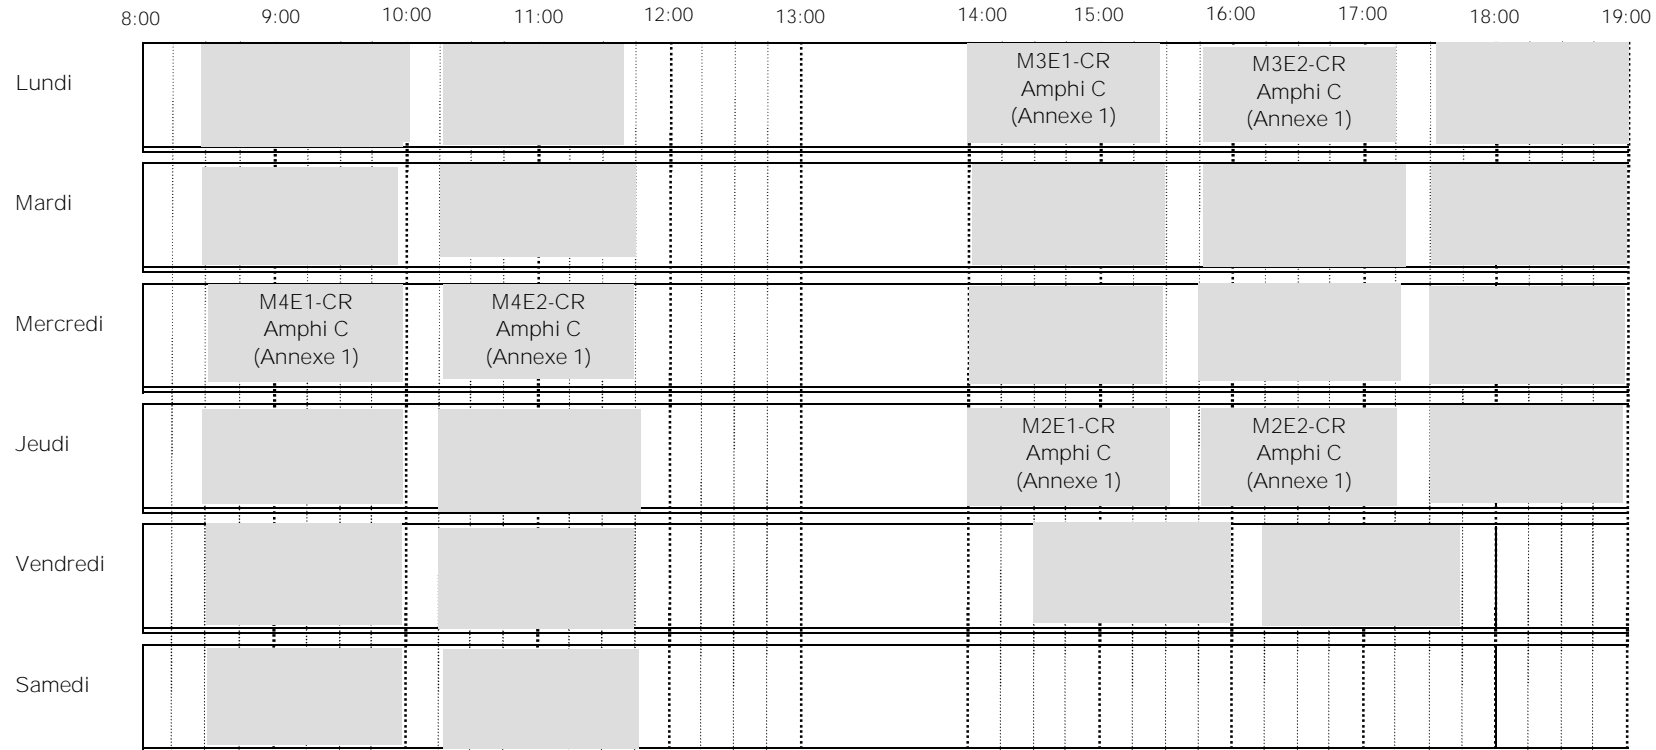 8:00 9:00 10:00 11:00 12:00 13:00 14:00 15:00 16:00 17:00 18:00 19:00
Lundi
M3E1-CR
Amphi C
(Annexe 1)
M3E2-CR
Amphi C
(Annexe 1)
Mardi
Mercredi
M4E1-CR
Amphi C
(Annexe 1)
M4E2-CR
Amphi C
(Annexe 1)
Jeudi
M2E1-CR
Amphi C
(Annexe 1)
M2E2-CR
Amphi C
(Annexe 1)
Vendredi
Samedi